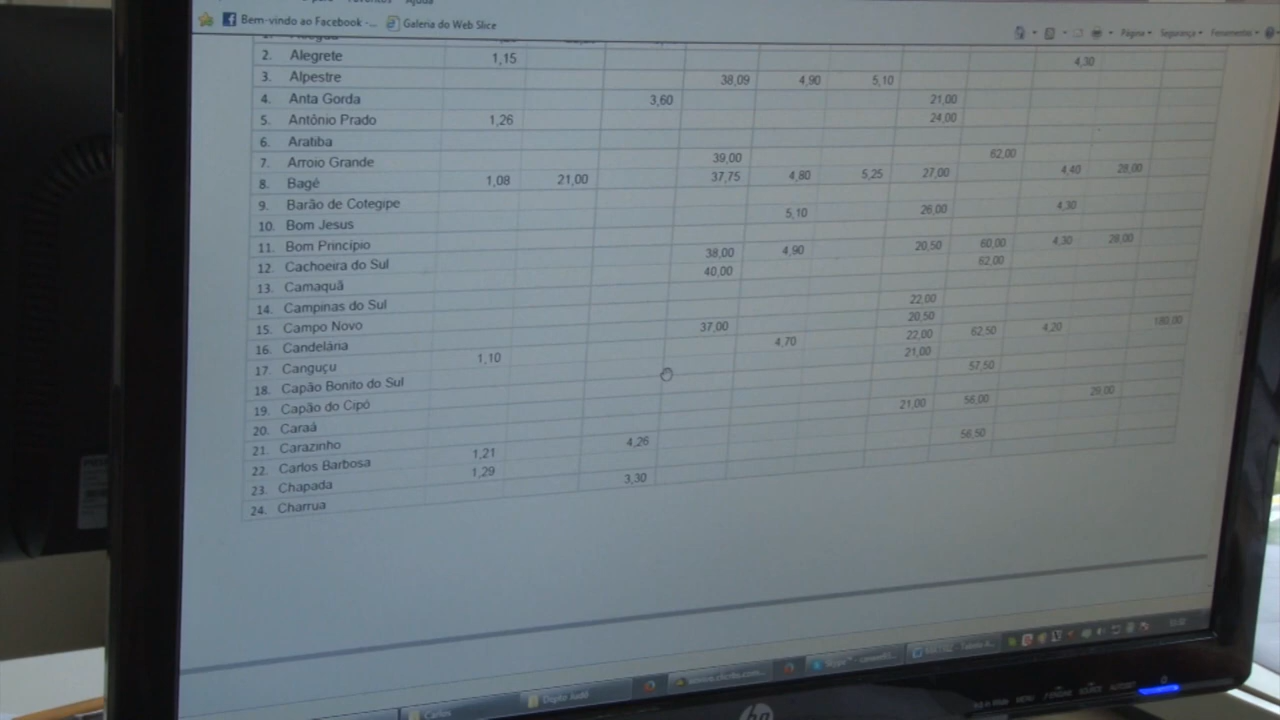 Favoritos Ajuda
Bem-vindo ao Facebook -... Galeria do Web Slice
Página Segurança Ferramentas
2. Alegrete 1,15 4,30
3. Alpestre 38,09 4,90 5,10
4. Anta Gorda 3,60 21,00
5. Antônio Prado 1,26 24,00
6. Aratiba
7. Arroio Grande 39,00 62,00
8. Bagé 1,08 21,00 37,75 4,80 5,25 27,00 4,40 28,00
9. Barão de Cotegipe
10. Bom Jesus 5,10 26,00 4,30
11. Bom Princípio
12. Cachoeira do Sul 38,00 4,90 20,50 60,00 4,30 28,00
13. Camaquã 40,00 62,00
14. Campinas do Sul 22,00
15. Campo Novo 20,50
16. Candelária 37,00 4,70 22,00 62,50 4,20 180,00
17. Canguçu 1,10 21,00
18. Capão Bonito do Sul 57,50
19. Capão do Cipó
20. Caraá 21,00 56,00 29,00
21. Carazinho 4,26
22. Carlos Barbosa 1,21 56,50
23. Chapada 1,29 3,30
24. Charrua
hp
MENU
SOURCE